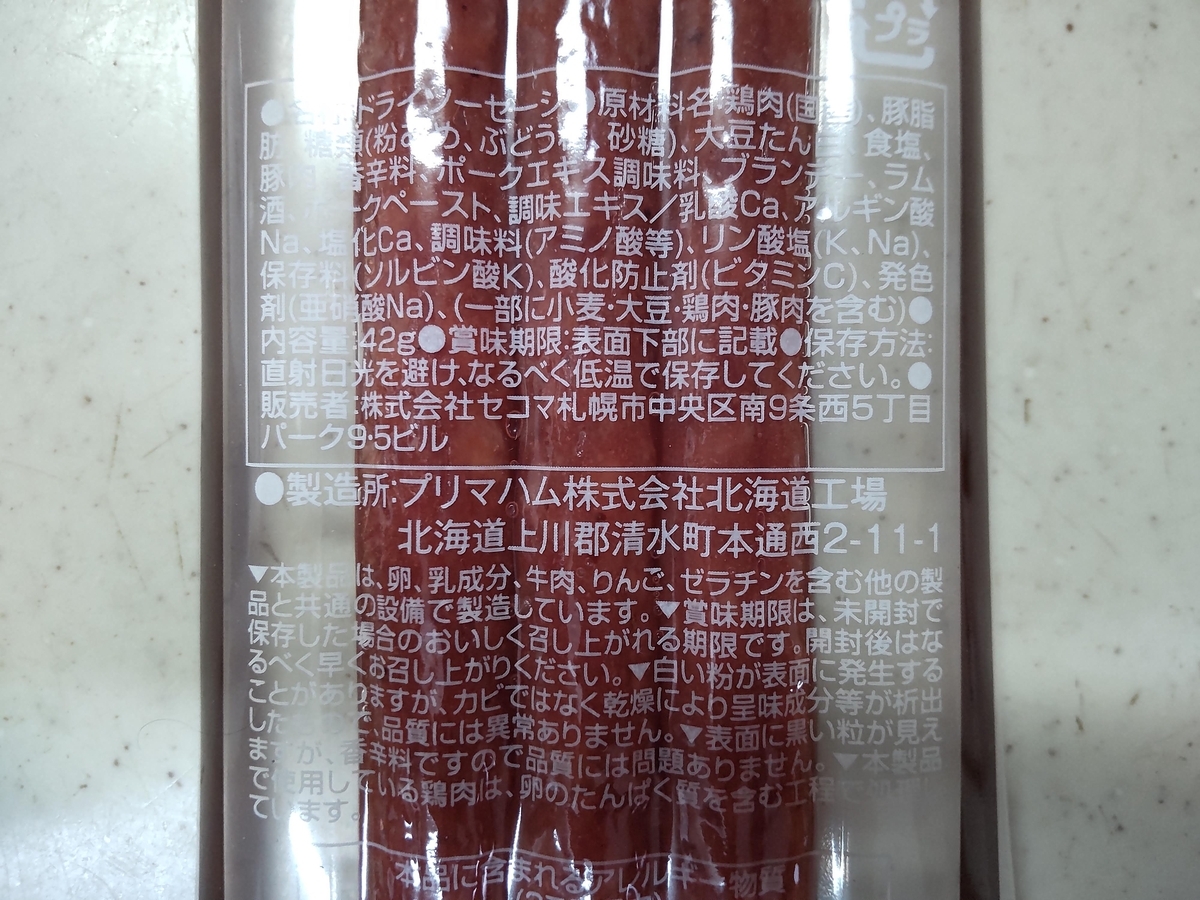 プラ
ドライソーセージ●原材料名:鶏肉(国産)、豚脂
肪、糖類(粉あめ、ぶどう糖、砂糖)、大豆たん 食塩、
豚 香辛料、ポークエキス調味料、ブランデー、ラム
酒、ポークペースト、調味エキス/乳酸Ca、アルギン酸
Na、塩化Ca、調味料(アミノ酸等)、リン酸塩(K、Na)、
保存料(ソルビン酸K)、酸化防止剤(ビタミンC)、発色
剤(亜硝酸Na)、(一部に小麦・大豆・鶏肉・豚肉を含む)●
内容量:42g●賞味期限:表面下部に記載●保存方法:
直射日光を避け、なるべく低温で保存してください。●
販売者:株式会社セコマ札幌市中央区南9条西5丁目
パーク9・5ビル
●製造所:プリマハム株式会社北海道工場
北海道上川郡清水町本通西2-11-1
▼本製品は、卵、乳成分、牛肉、りんご、ゼラチンを含む他の製
品と共通の設備で製造しています。▼賞味期限は、未開封で
保存した場合のおいしく召し上がれる期限です。開封後はな
るべく早くお召し上がりください。▼白い粉が表面に発生する
ことがありますが、カビではなく乾燥により呈味成分等が析出
した で、品質には異常ありません。▼表面に黒い粒が見え
ますが、香辛料ですので品質には問題ありません。▼本製品
で使用している鶏肉は、卵のたんぱく質を含む工程で処理し
ています。
本品に含まれるアレルギー物質